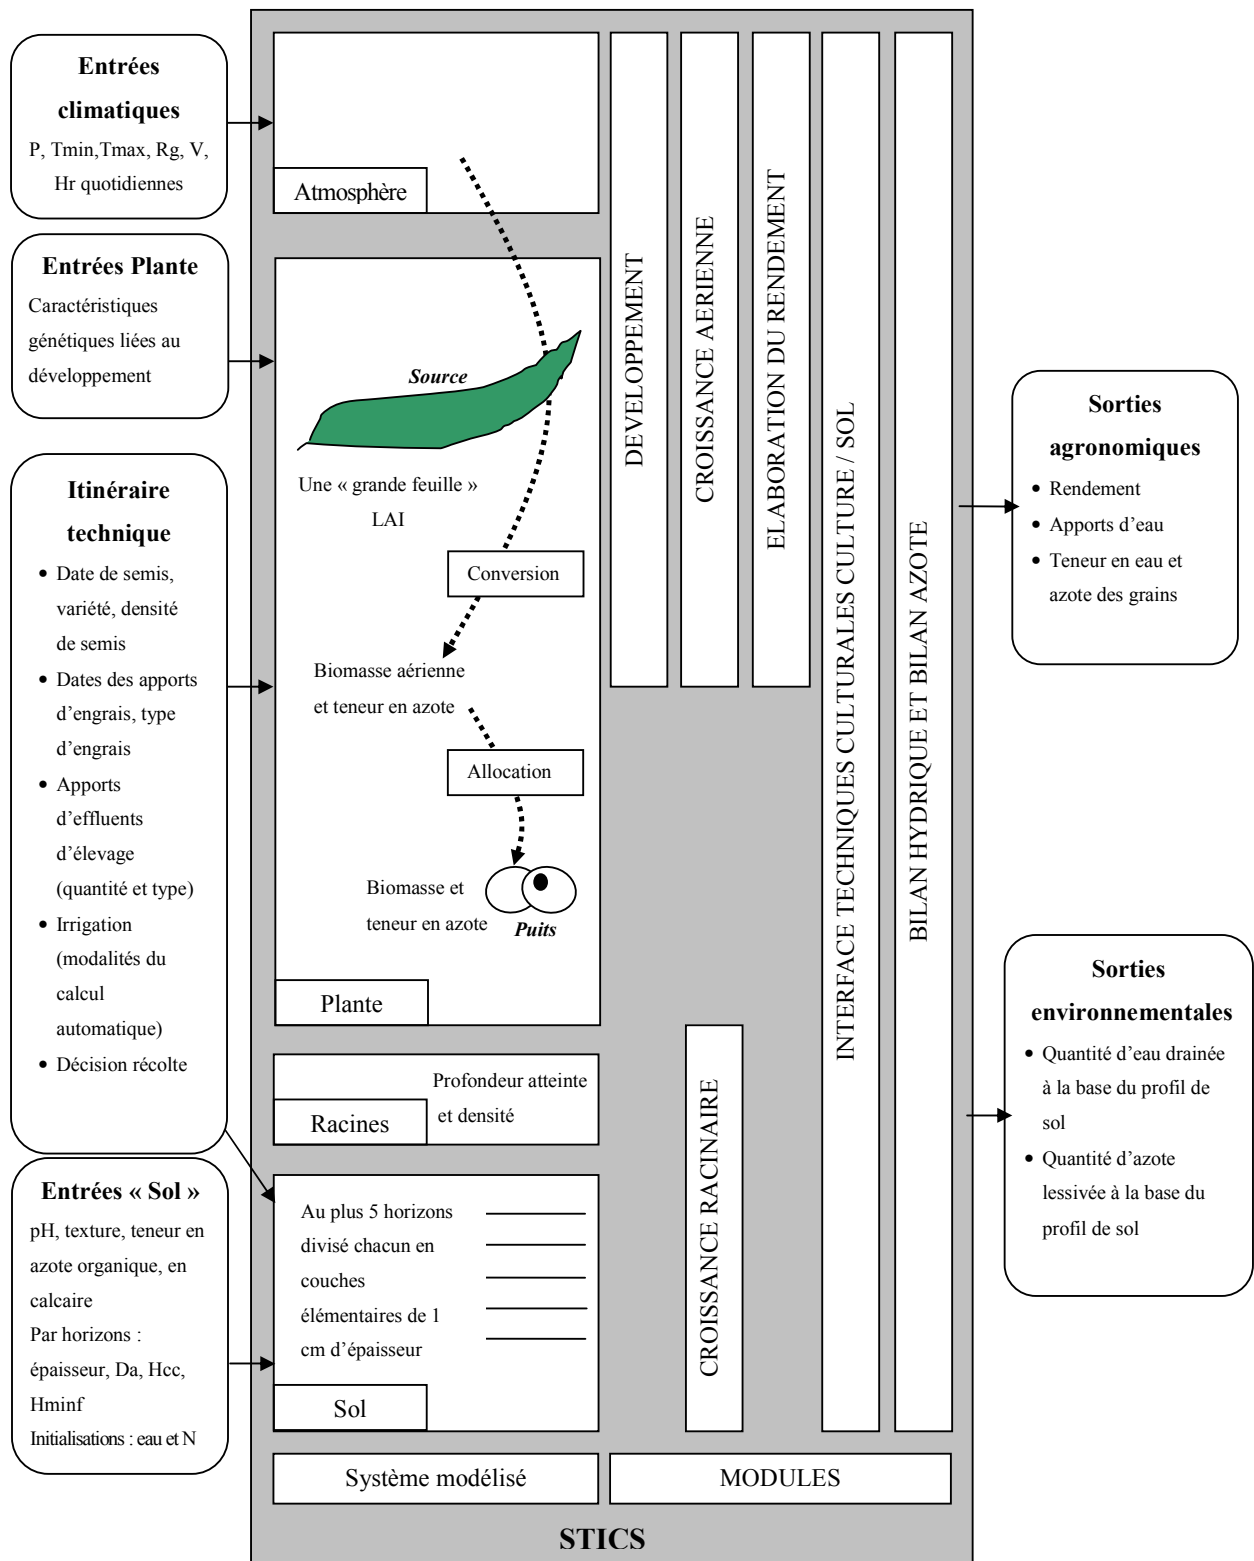 Entrées
climatiques
P, Tmin,Tmax, Rg, V,
Hr quotidiennes
Entrées Plante
Caractéristiques
génétiques liées au
développement
Itinéraire
technique
• Date de semis,
variété, densité
de semis
• Dates des apports
d’engrais, type
d’engrais
• Apports
d’effluents
d’élevage
(quantité et type)
• Irrigation
(modalités du
calcul
automatique)
• Décision récolte
Entrées « Sol »
pH, texture, teneur en
azote organique, en
calcaire
Par horizons :
épaisseur, Da, Hcc,
Hminf
Initialisations : eau et N
Atmosphère
Source
Une « grande feuille »
LAI
Conversion
Biomasse aérienne
et teneur en azote
Allocation
Biomasse et
teneur en azote
Puits
Plante
Profondeur atteinte
et densité
Racines
Au plus 5 horizons
divisé chacun en
couches
élémentaires de 1
cm d’épaisseur
Sol
Système modélisé
DEVELOPPEMENT
CROISSANCE AERIENNE
ELABORATION DU RENDEMENT
INTERFACE TECHNIQUES CULTURALES CULTURE / SOL
BILAN HYDRIQUE ET BILAN AZOTE
CROISSANCE RACINAIRE
MODULES
STICS
Sorties
agronomiques
• Rendement
• Apports d’eau
• Teneur en eau et
azote des grains
Sorties
environnementales
• Quantité d’eau drainée
à la base du profil de
sol
• Quantité d’azote
lessivée à la base du
profil de sol